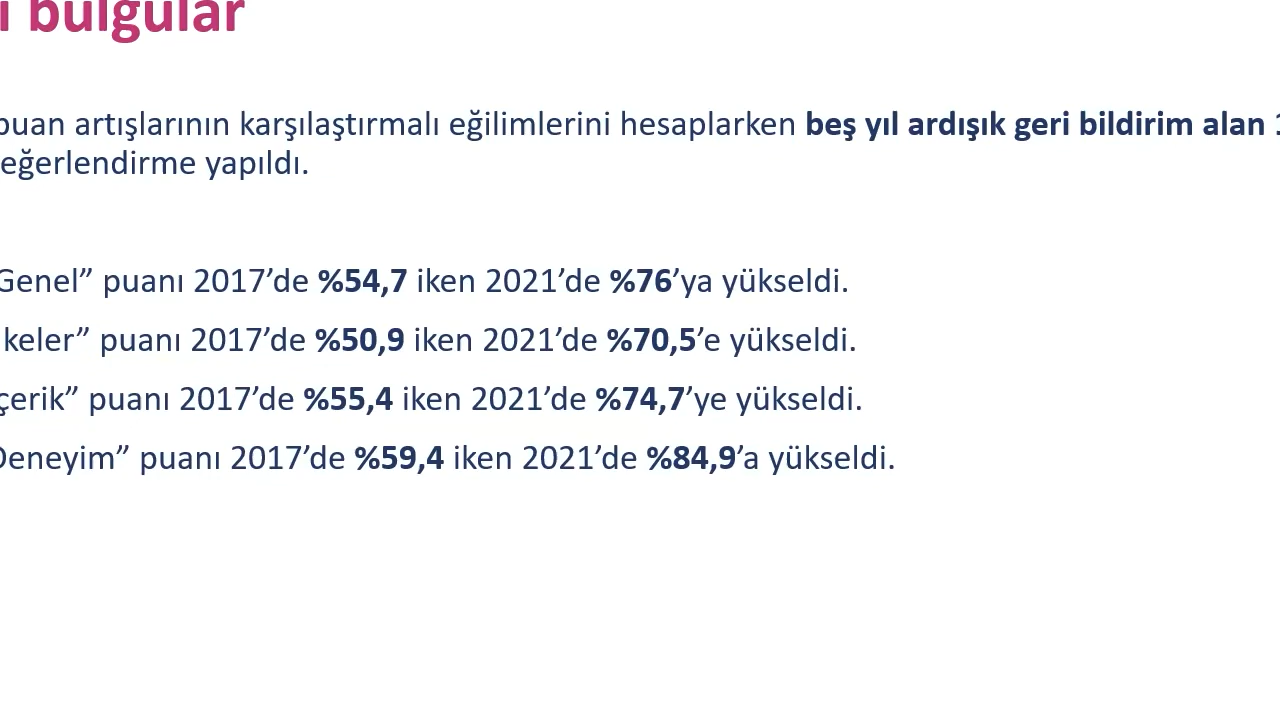 bulgular
puan artışlarının karşılaştırmalı eğilimlerini hesaplarken beş yıl ardışık geri bildirim alan
eğerlendirme yapıldı.
Genel” puanı 2017’de %54,7 iken 2021’de %76’ya yükseldi.
keler” puanı 2017’de %50,9 iken 2021’de %70,5’e yükseldi.
çerik” puanı 2017’de %55,4 iken 2021’de %74,7’ye yükseldi.
Deneyim” puanı 2017’de %59,4 iken 2021’de %84,9’a yükseldi.